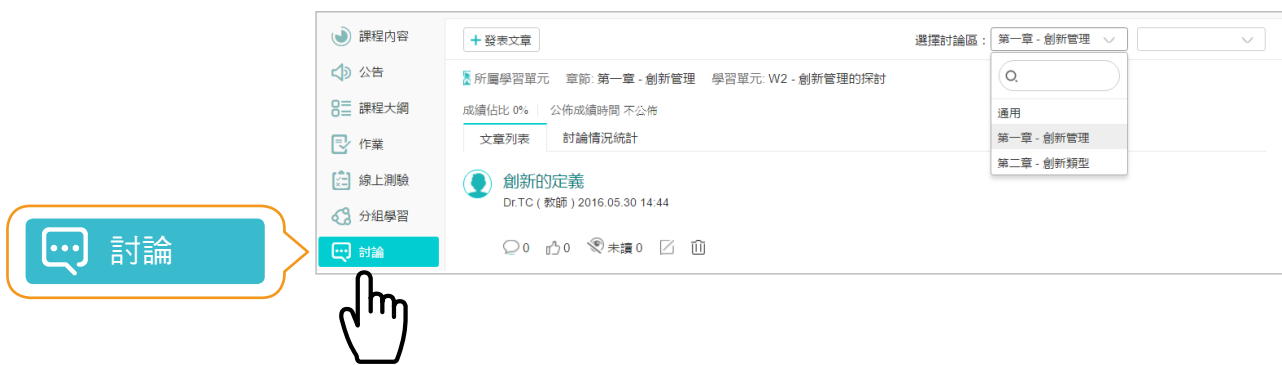 課程內容
公告
課程大綱
作業
線上測驗
分組學習
討論
討論
+ 發表文章
選擇討論區 : 第一章 - 創新管理
所屬學習單元 章節: 第一章 - 創新管理 學習單元: W2 - 創新管理的探討
成績佔比 0% 公佈成績時間 不公佈
文章列表 討論情況統計
創新的定義
Dr.TC ( 教師 ) 2016.05.30 14:44
0 0 未讀 0
通用
第一章 - 創新管理
第二章 - 創新類型